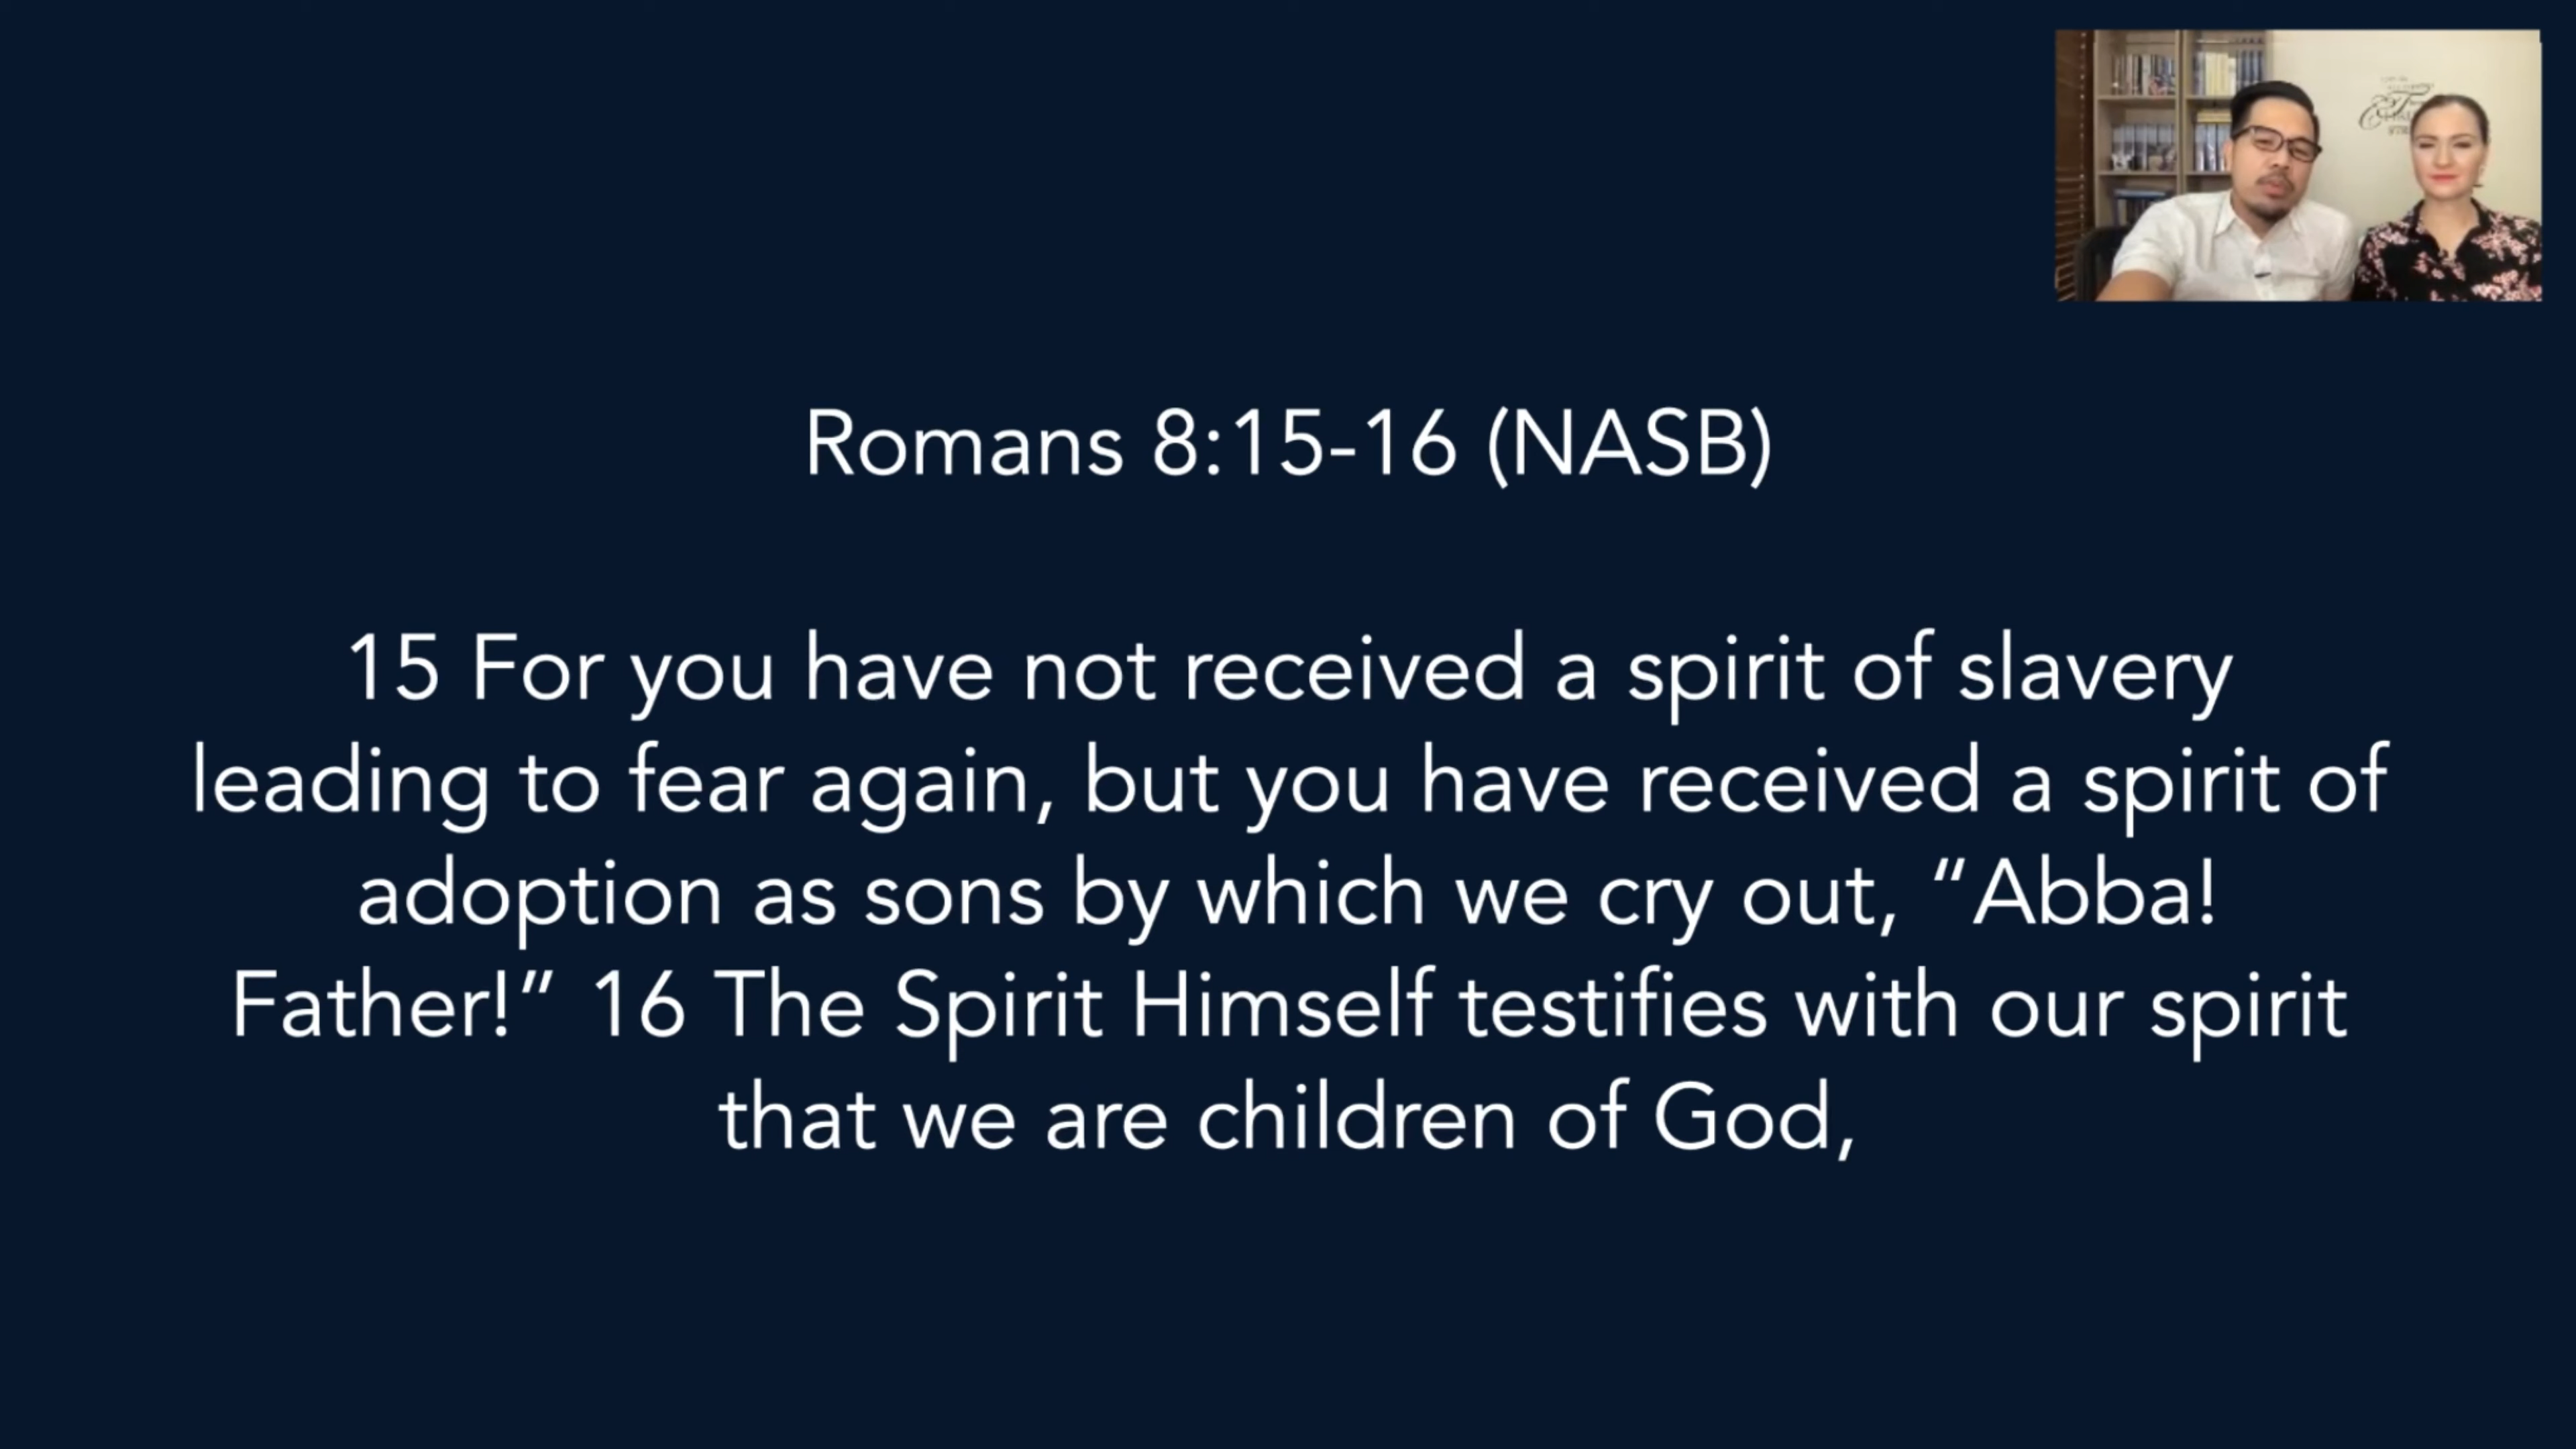 Romans 8:15-16 (NASB)
15 For you have not received a spirit of slavery
leading to fear again, but you have received a spirit of
adoption as sons by which we cry out, “Abba!
Father!” 16 The Spirit Himself testifies with our spirit
that we are children of God,